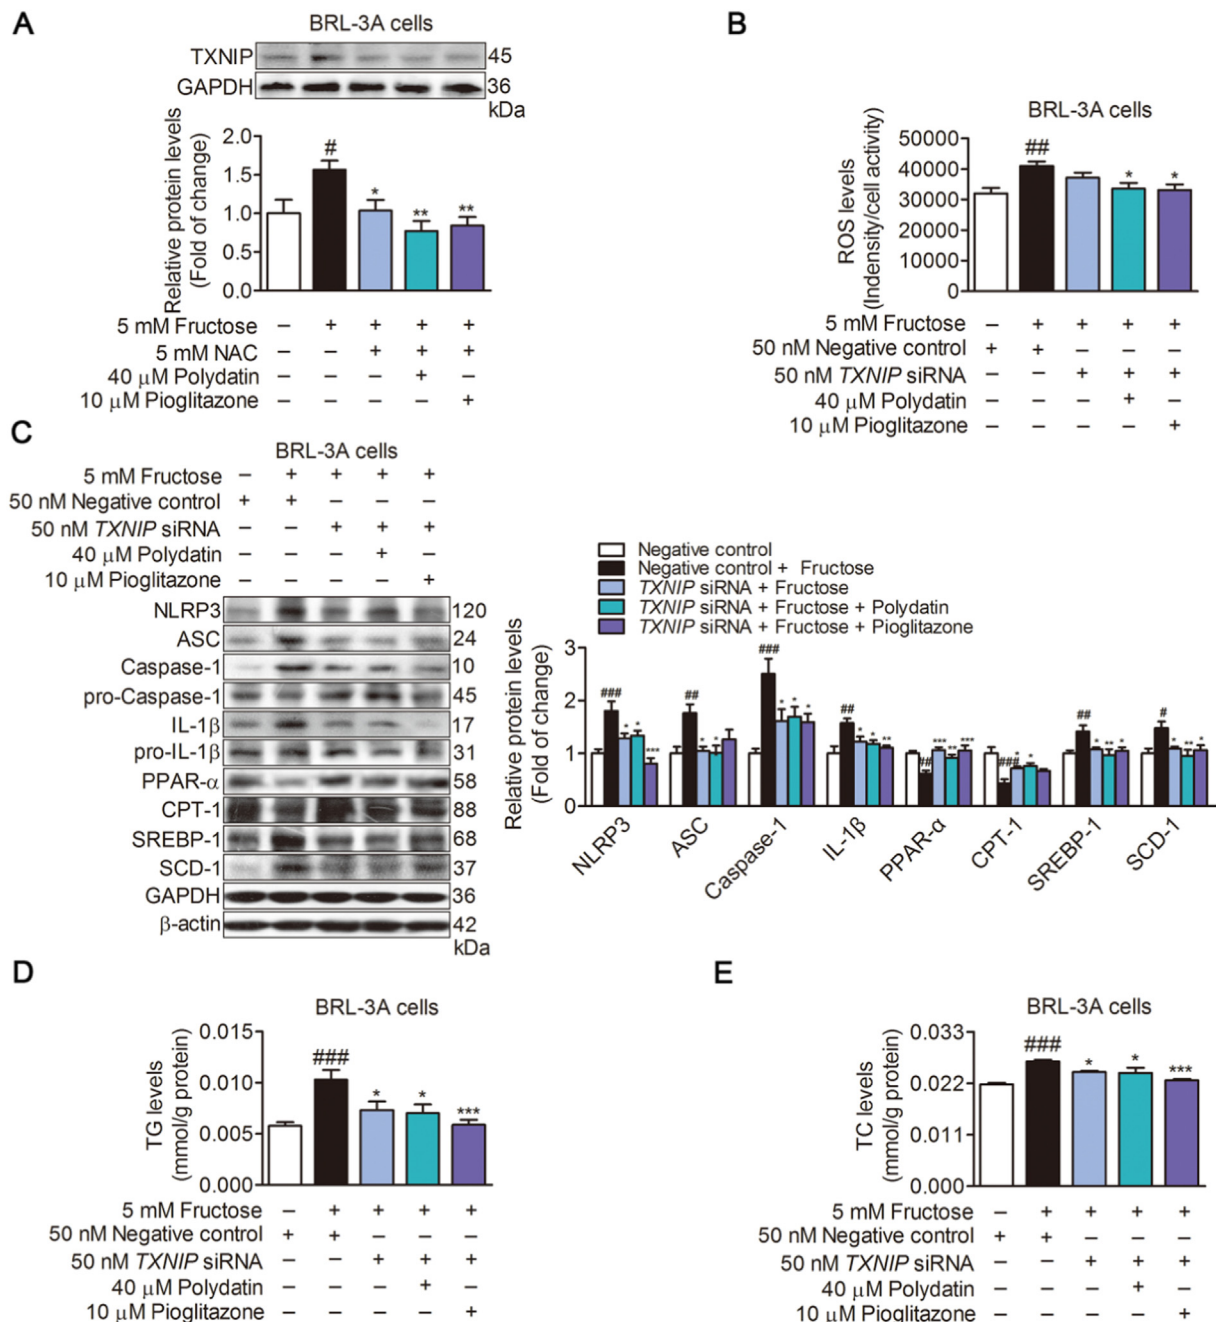 A
BRL-3A cells
TXNIP 45
GAPDH 36
kDa
Relative protein levels
(Fold of change)
2.0
1.5
1.0
0.5
0.0
#
*
**
**
5 mM Fructose – + + + +
5 mM NAC – – + + +
40 μM Polydatin – – – + –
10 μM Pioglitazone – – – – +
B
BRL-3A cells
ROS levels
(Indensity/cell activity)
50000
40000
30000
20000
10000
0
##
*
*
5 mM Fructose – + + + +
50 nM Negative control + + – – –
50 nM TXNIP siRNA – – + + +
40 μM Polydatin – – – + –
10 μM Pioglitazone – – – – +
C
BRL-3A cells
5 mM Fructose – + + + +
50 nM Negative control + + – – –
50 nM TXNIP siRNA – – + + +
40 μM Polydatin – – – + –
10 μM Pioglitazone – – – – +
NLRP3 120
ASC 24
Caspase-1 10
pro-Caspase-1 45
IL-1β 17
pro-IL-1β 31
PPAR-α 58
CPT-1 88
SREBP-1 68
SCD-1 37
GAPDH 36
β-actin 42
kDa
Negative control
Negative control + Fructose
TXNIP siRNA + Fructose
TXNIP siRNA + Fructose + Polydatin
TXNIP siRNA + Fructose + Pioglitazone
Relative protein levels
(Fold of change)
3
2
1
0
### * * ***
## * *
### * * *
## * * **
## *** ** ***
### * *
## * ** *
# * ** *
NLRP3
ASC
Caspase-1
IL-1β
PPAR-α
CPT-1
SREBP-1
SCD-1
D
BRL-3A cells
TG levels
(mmol/g protein)
0.015
0.010
0.005
0.000
###
*
*
***
5 mM Fructose – + + + +
50 nM Negative control + + – – –
50 nM TXNIP siRNA – – + + +
40 μM Polydatin – – – + –
10 μM Pioglitazone – – – – +
E
BRL-3A cells
TC levels
(mmol/g protein)
0.033
0.022
0.011
0.000
###
*
*
***
5 mM Fructose – + + + +
50 nM Negative control + + – – –
50 nM TXNIP siRNA – – + + +
40 μM Polydatin – – – + –
10 μM Pioglitazone – – – – +